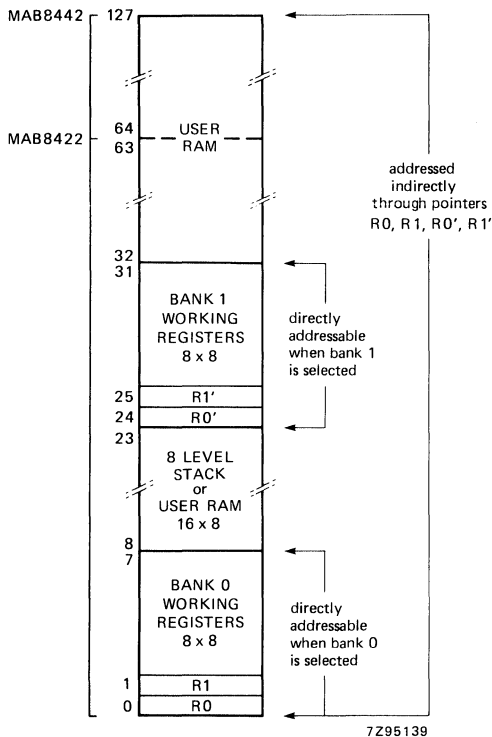 MAB8442
127
64
MAB8422
USER
RAM
63
addressed
indirectly
through pointers
R0, R1, R0', R1'
32
31
BANK 1
WORKING
REGISTERS
8 x 8
directly
addressable
when bank 1
is selected
25
R1'
24
R0'
23
8 LEVEL
STACK
or
USER RAM
16 x 8
8
7
BANK 0
WORKING
REGISTERS
8 x 8
directly
addressable
when bank 0
is selected
1
R1
0
R0
7Z95139